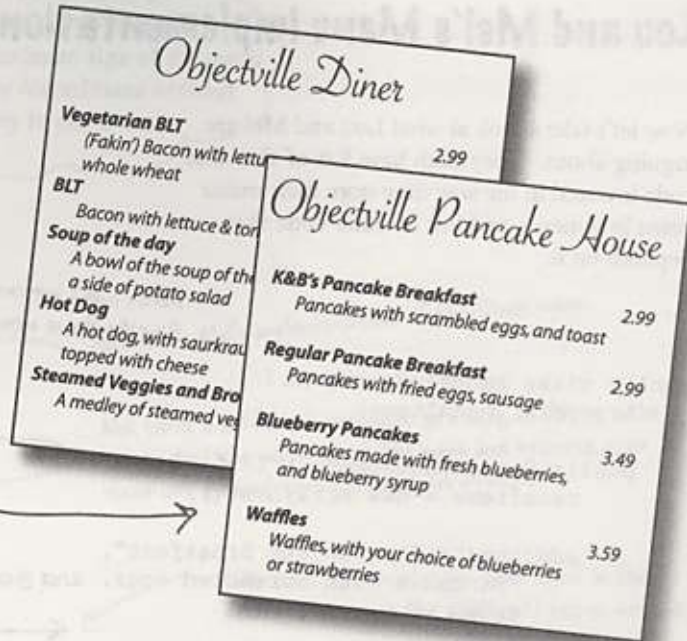 Objectville Diner
Vegetarian BLT
(Fakin') Bacon with lettu
2.99
whole wheat
BLT
Bacon with lettuce & tom
Soup of the day
A bowl of the soup of the
a side of potato salad
Hot Dog
A hot dog, with saurkrau
topped with cheese
Steamed Veggies and Bro
A medley of steamed veg
Objectville Pancake House
K&B's Pancake Breakfast
Pancakes with scrambled eggs, and toast
2.99
Regular Pancake Breakfast
Pancakes with fried eggs, sausage
2.99
Blueberry Pancakes
Pancakes made with fresh blueberries,
3.49
and blueberry syrup
Waffles
Waffles, with your choice of blueberries
3.59
or strawberries